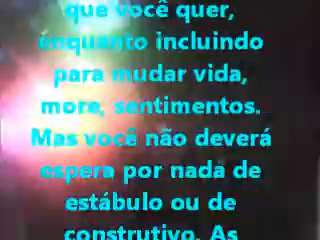 que você quer,
enquanto incluindo
para mudar vida,
more, sentimentos.
Mas você não deverá
espera por nada de
estábulo ou de
construtivo. As